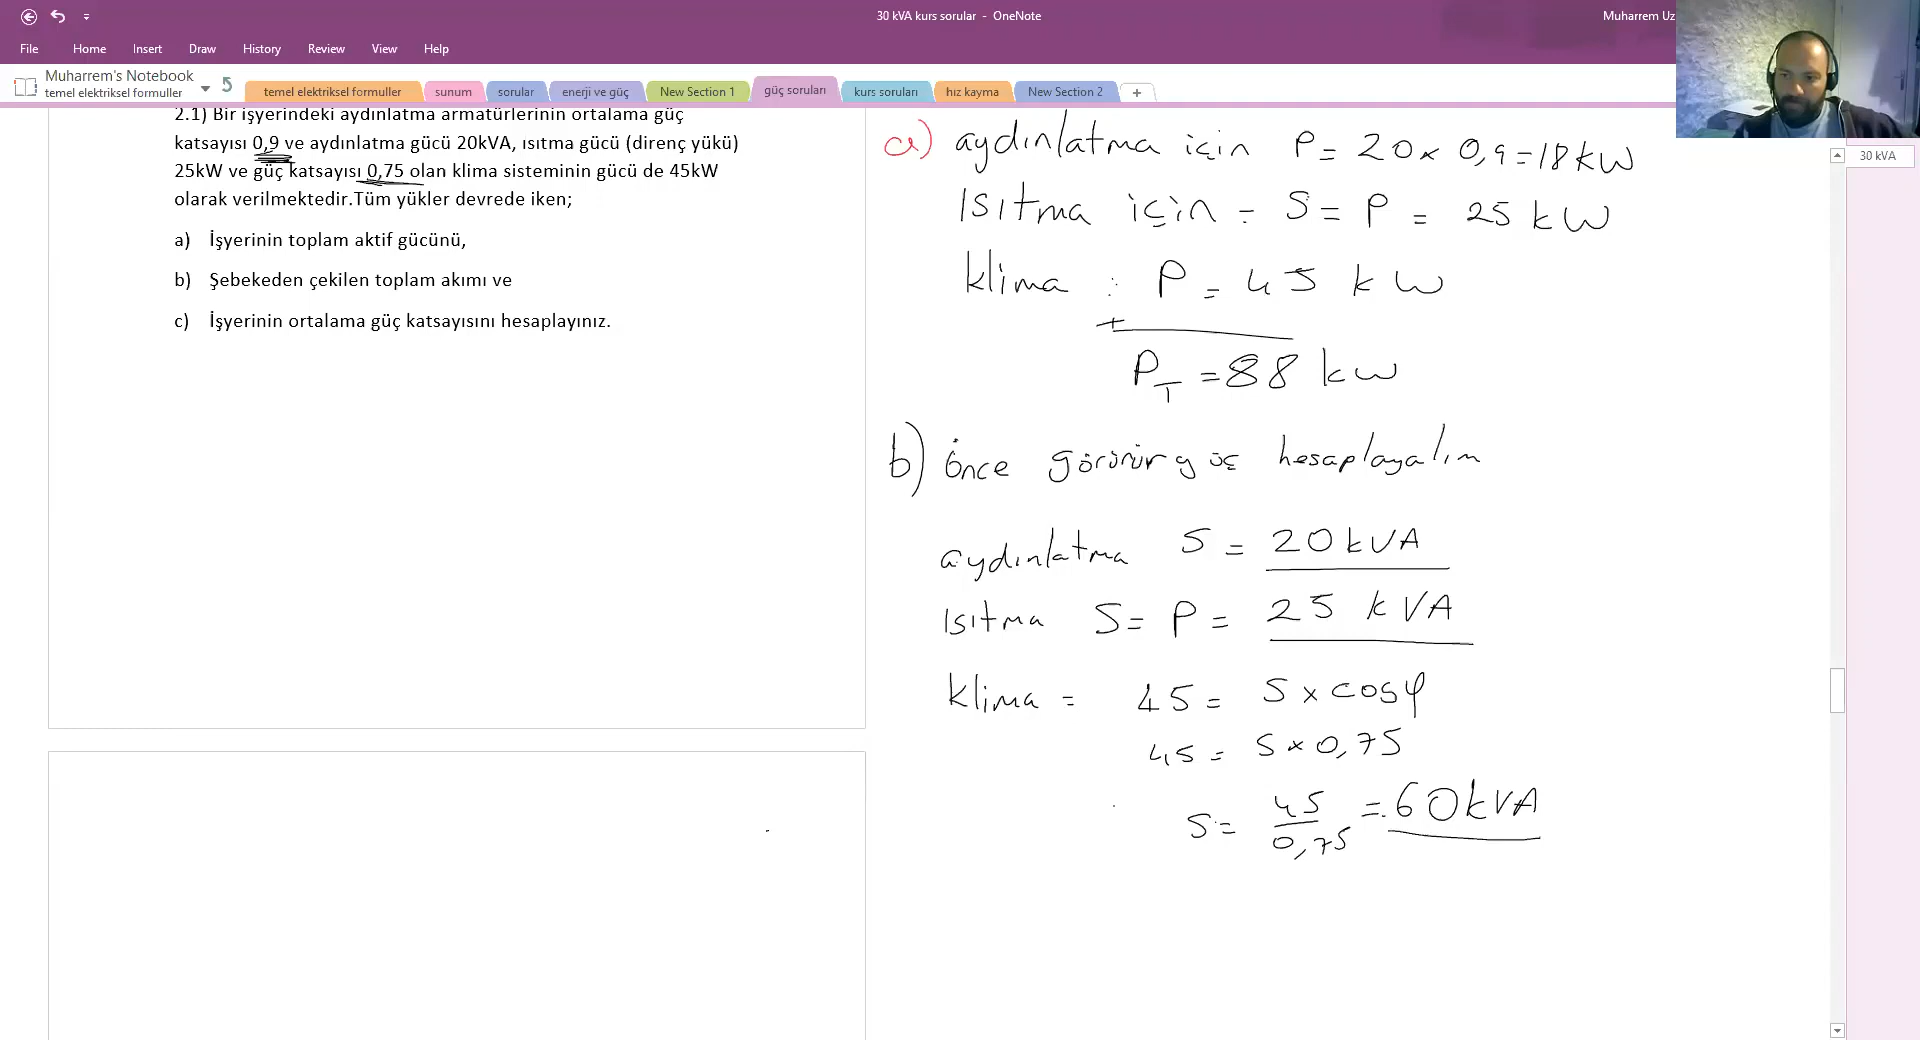 30 kVA kurs sorular - OneNote
Muharrem Uz
File Home Insert Draw History Review View Help
Muharrem's Notebook
temel elektriksel formuller
temel elektriksel formuller sunum sorular enerji ve güç New Section 1 güç soruları kurs soruları hız kayma New Section 2 +
30 kVA
2.1) Bir işyerindeki aydınlatma armatürlerinin ortalama güç
katsayısı 0,9 ve aydınlatma gücü 20kVA, ısıtma gücü (direnç yükü)
25kW ve güç katsayısı 0,75 olan klima sisteminin gücü de 45kW
olarak verilmektedir.Tüm yükler devrede iken;
a) İşyerinin toplam aktif gücünü,
b) Şebekeden çekilen toplam akımı ve
c) İşyerinin ortalama güç katsayısını hesaplayınız.
a) aydınlatma için P = 20 x 0,9 = 18 kW
Isıtma için = S = P = 25 kW
klima : P = 45 kW
+
PT = 88 kw
b) Önce görünür güç hesaplayalım
aydınlatma S = 20 kVA
Isıtma S = P = 25 kVA
klima = 45 = S x cosφ
45 = S x 0,75
S = 45/0,75 = 60 kVA